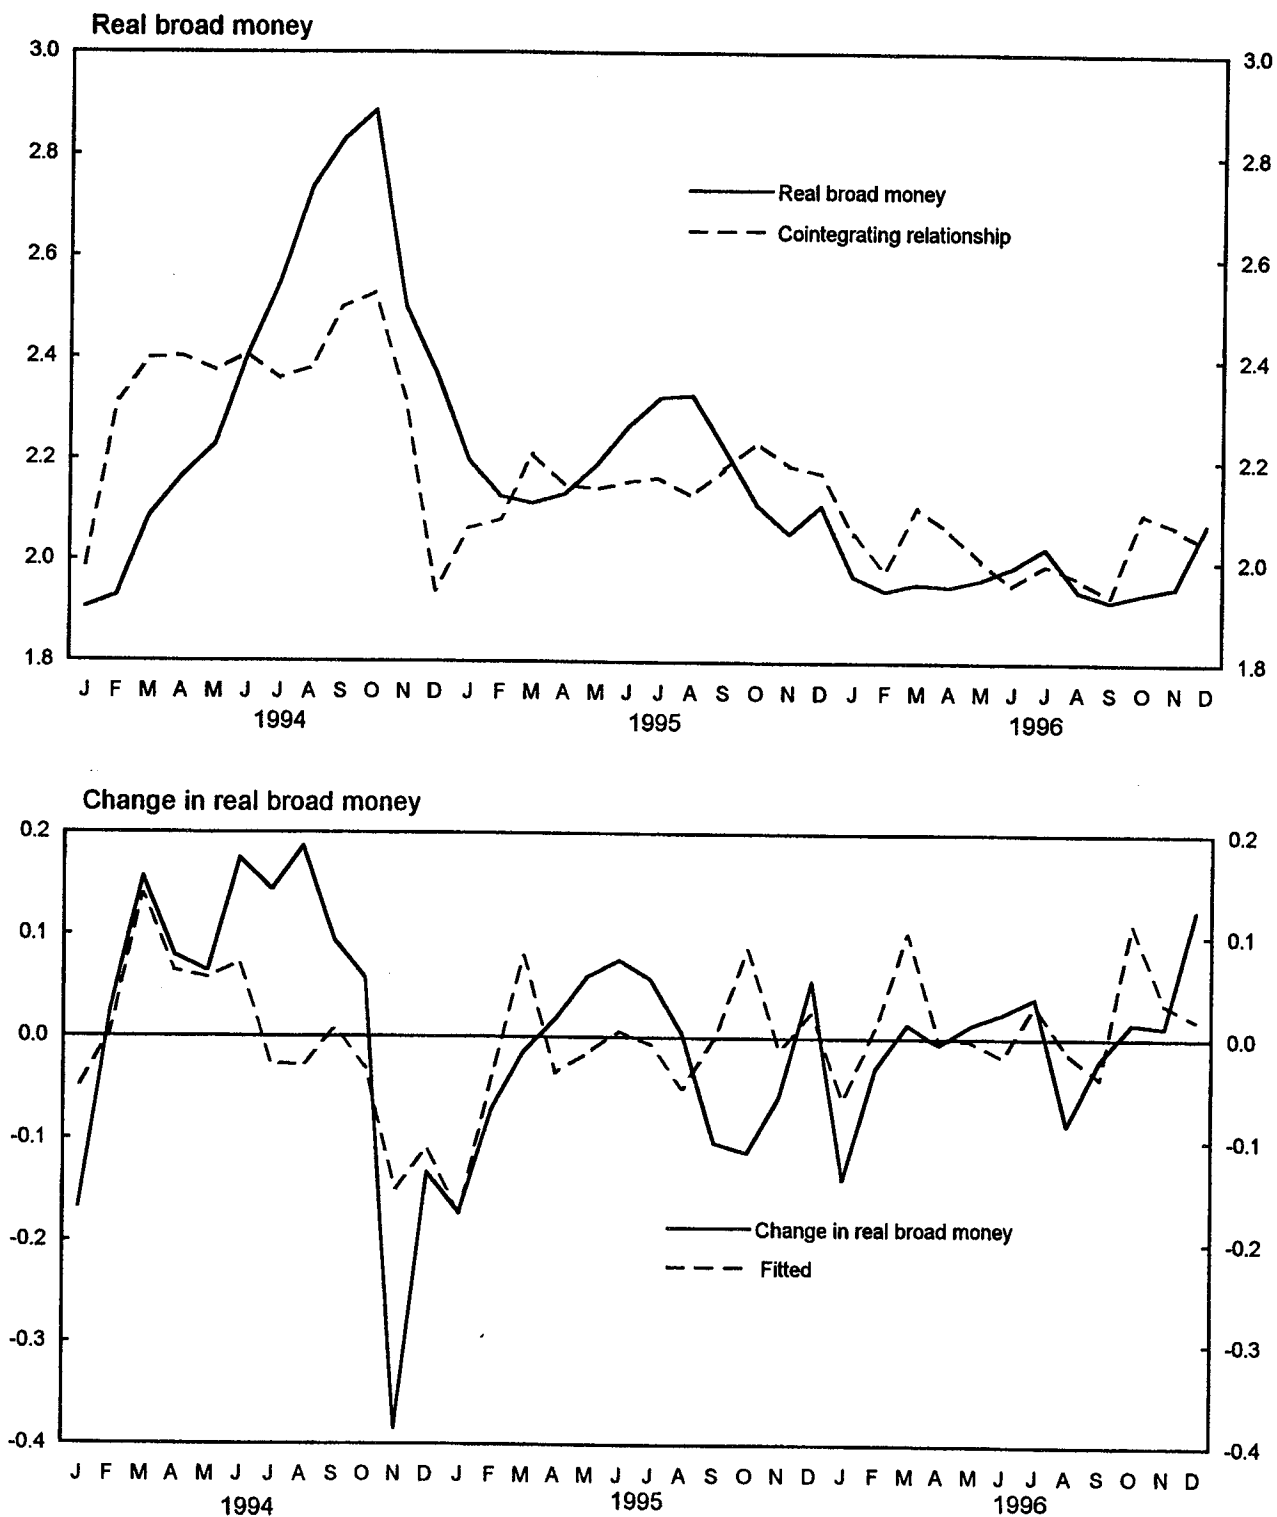 Real broad money
3.0 3.0
2.8 2.8
Real broad money
Cointegrating relationship
2.6 2.6
2.4 2.4
2.2 2.2
2.0 2.0
1.8 1.8
J F M A M J J A S O N D J F M A M J J A S O N D J F M A M J J A S O N D
1994 1995 1996
Change in real broad money
0.2 0.2
0.1 0.1
0.0 0.0
-0.1 -0.1
Change in real broad money
-0.2 -0.2
Fitted
-0.3 -0.3
-0.4 -0.4
J F M A M J J A S O N D J F M A M J J A S O N D J F M A M J J A S O N D
1994 1995 1996